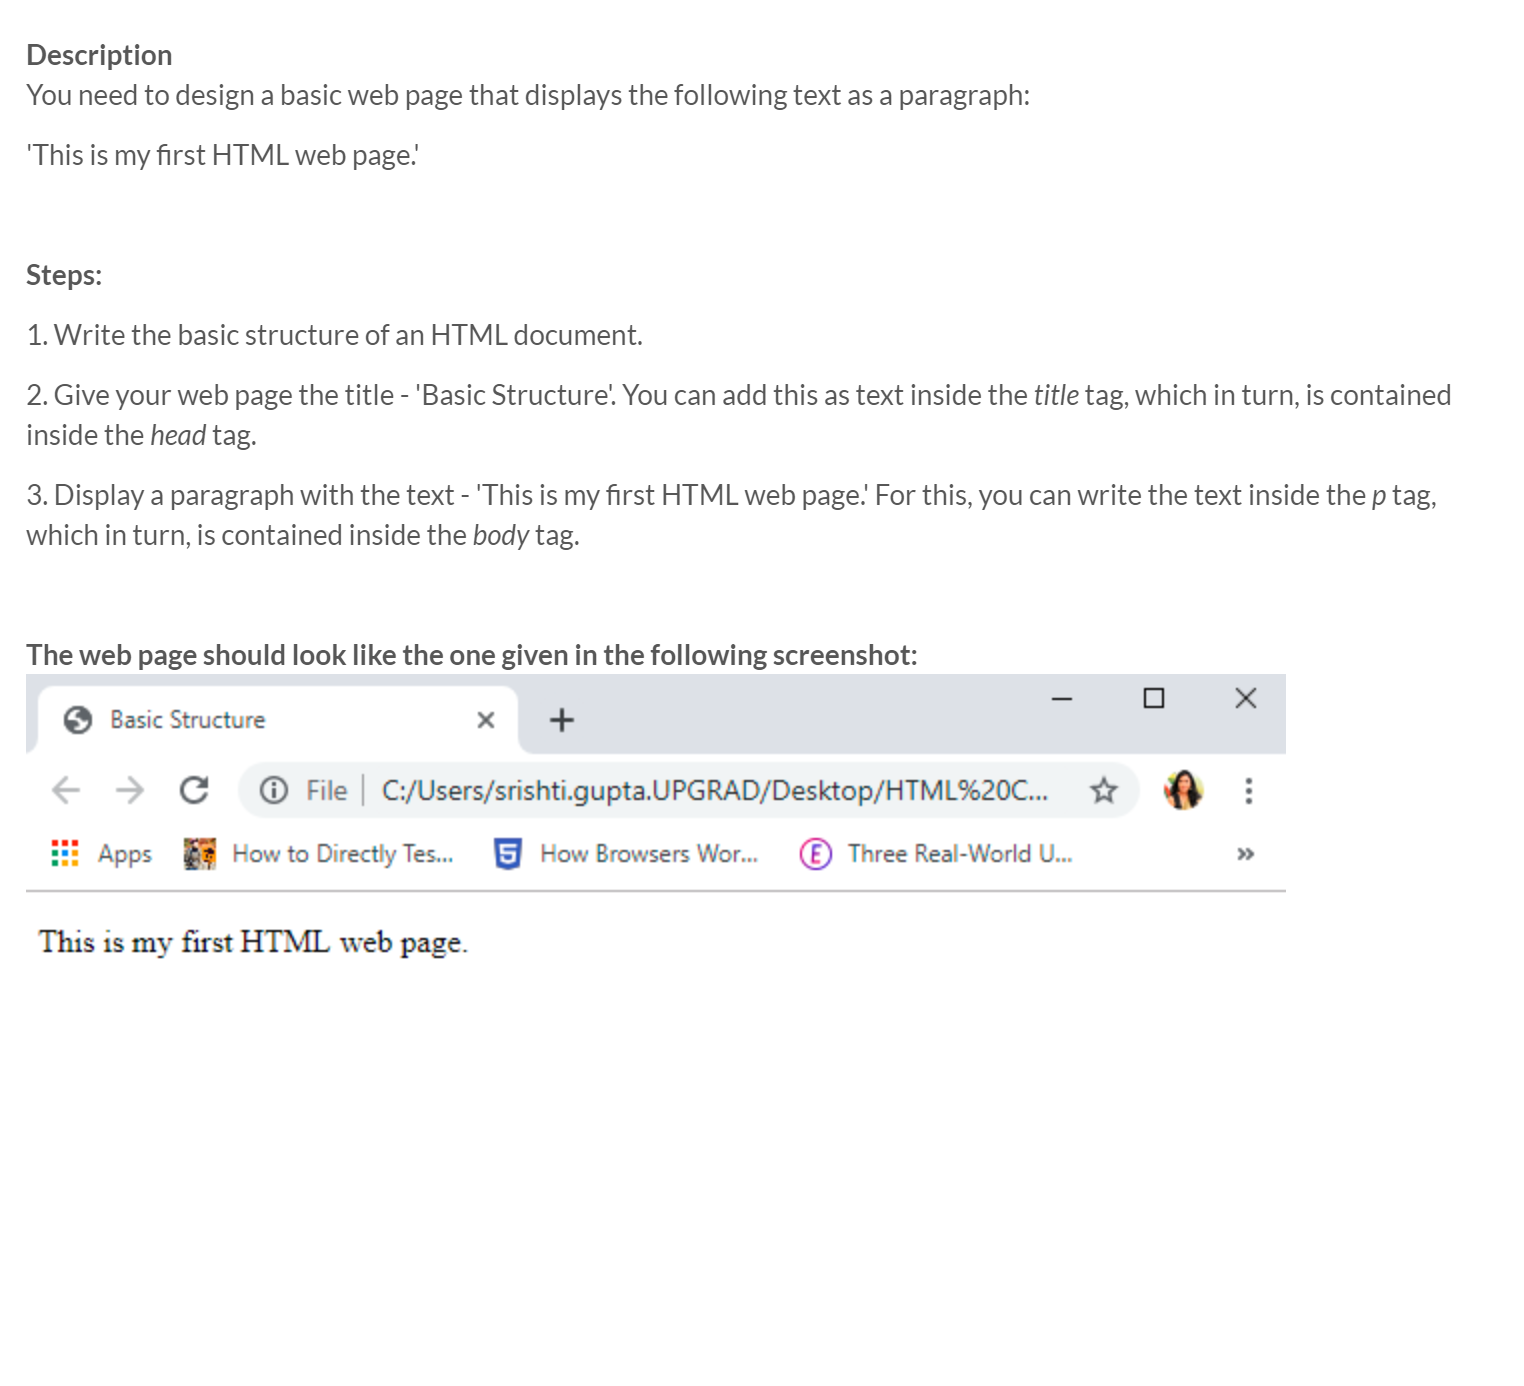 Description
You need to design a basic web page that displays the following text as a paragraph:
'This is my first HTML web page.'
Steps:
1. Write the basic structure of an HTML document.
2. Give your web page the title - 'Basic Structure'. You can add this as text inside the title tag, which in turn, is contained
inside the head tag.
3. Display a paragraph with the text - 'This is my first HTML web page.' For this, you can write the text inside the p tag,
which in turn, is contained inside the body tag.
The web page should look like the one given in the following screenshot:
Basic Structure
File C:/Users/srishti.gupta.UPGRAD/Desktop/HTML%20C...
Apps How to Directly Tes... 5 How Browsers Wor... E Three Real-World U... »
This is my first HTML web page.